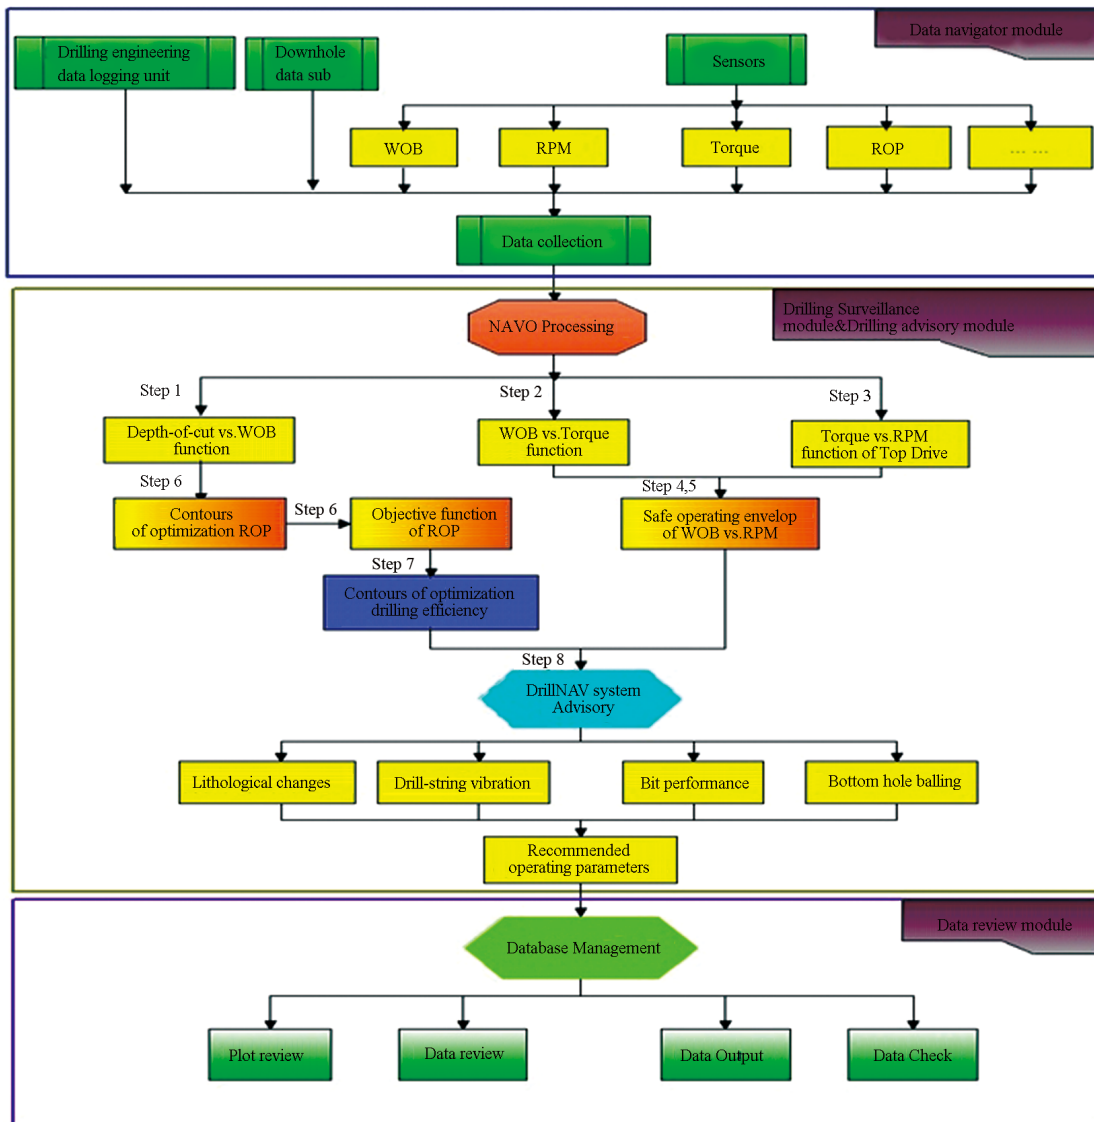 Data navigator module
Drilling engineering
data logging unit
Downhole
data sub
Sensors
WOB
RPM
Torque
ROP
... ...
Data collection
Drilling Surveillance
module&Drilling advisory module
NAVO Processing
Step 1
Step 2
Step 3
Depth-of-cut vs.WOB
function
WOB vs.Torque
function
Torque vs.RPM
function of Top Drive
Step 6
Step 4,5
Contours
of optimization ROP
Step 6
Objective function
of ROP
Safe operating envelop
of WOB vs.RPM
Step 7
Contours of optimization
drilling efficiency
Step 8
DrillNAV system
Advisory
Lithological changes
Drill-string vibration
Bit performance
Bottom hole balling
Recommended
operating parameters
Data review module
Database Management
Plot review
Data review
Data Output
Data Check